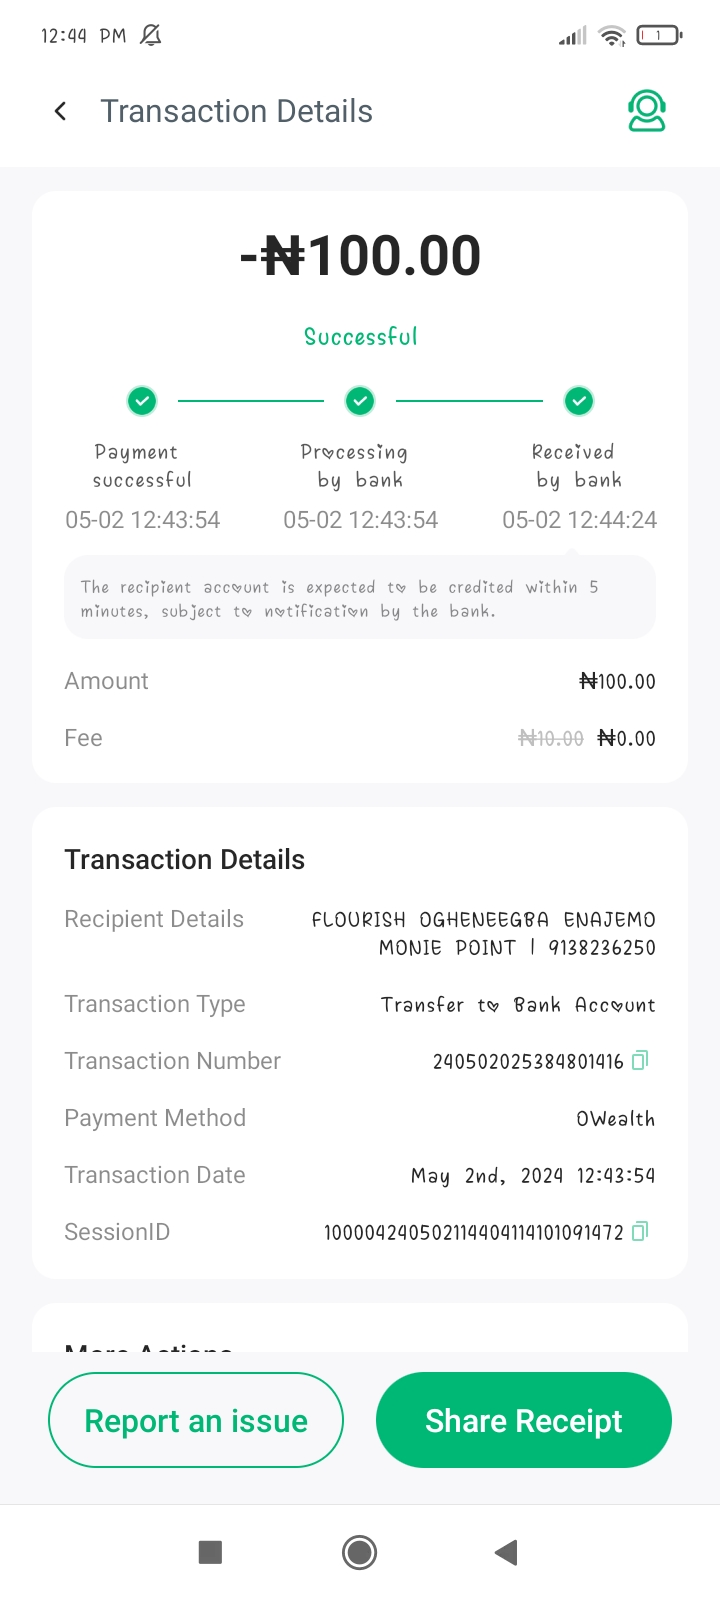 12:44 PM
1
Transaction Details
-₦100.00
Successful
Payment successful
05-02 12:43:54
Processing by bank
05-02 12:43:54
Received by bank
05-02 12:44:24
The recipient account is expected to be credited within 5
minutes, subject to notification by the bank.
Amount ₦100.00
Fee ₦10.00 ₦0.00
Transaction Details
Recipient Details FLOURISH OGHENEEGBA ENAJEMO
MONIE POINT | 9138236250
Transaction Type Transfer to Bank Account
Transaction Number 240502025384801416
Payment Method OWealth
Transaction Date May 2nd, 2024 12:43:54
SessionID 100004240502114404114101091472
More Actions
Report an issue
Share Receipt